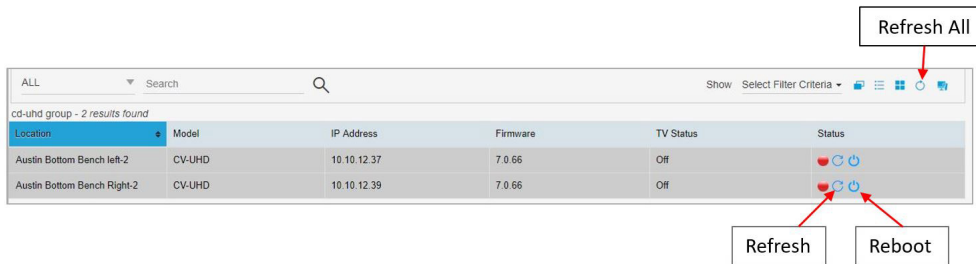 Refresh All
ALL Search Show Select Filter Criteria
cd-uhd group - 2 results found
Location Model IP Address Firmware TV Status Status
Austin Bottom Bench left-2 CV-UHD 10.10.12.37 7.0.66 Off
Austin Bottom Bench Right-2 CV-UHD 10.10.12.39 7.0.66 Off
Refresh Reboot